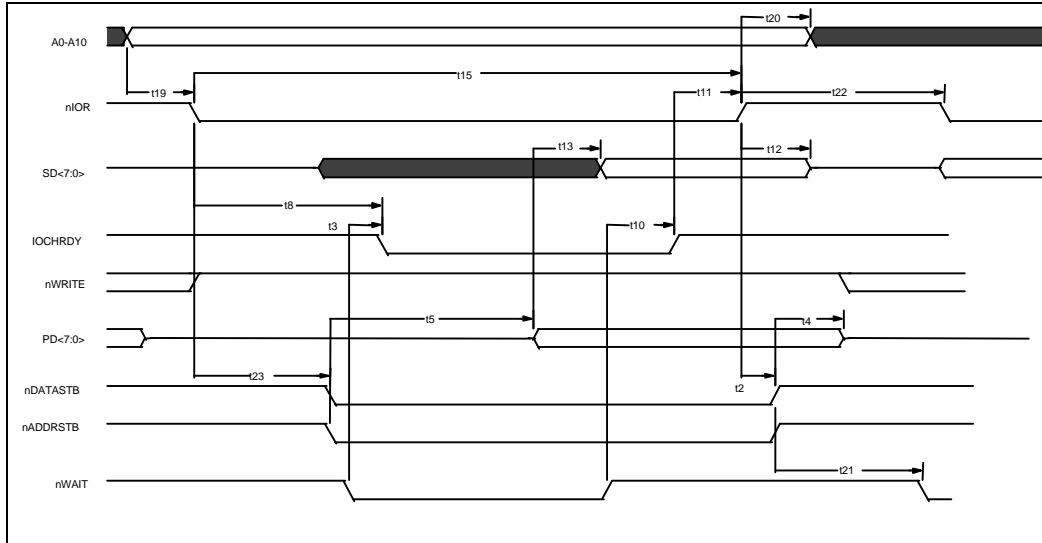 t20
A0-A10
t15
t19
t11
t22
nIOR
t13
t12
SD<7:0>
t8
t3
t10
IOCHRDY
nWRITE
t5
t4
PD<7:0>
t23
t2
nDATASTB
nADDRSTB
t21
nWAIT